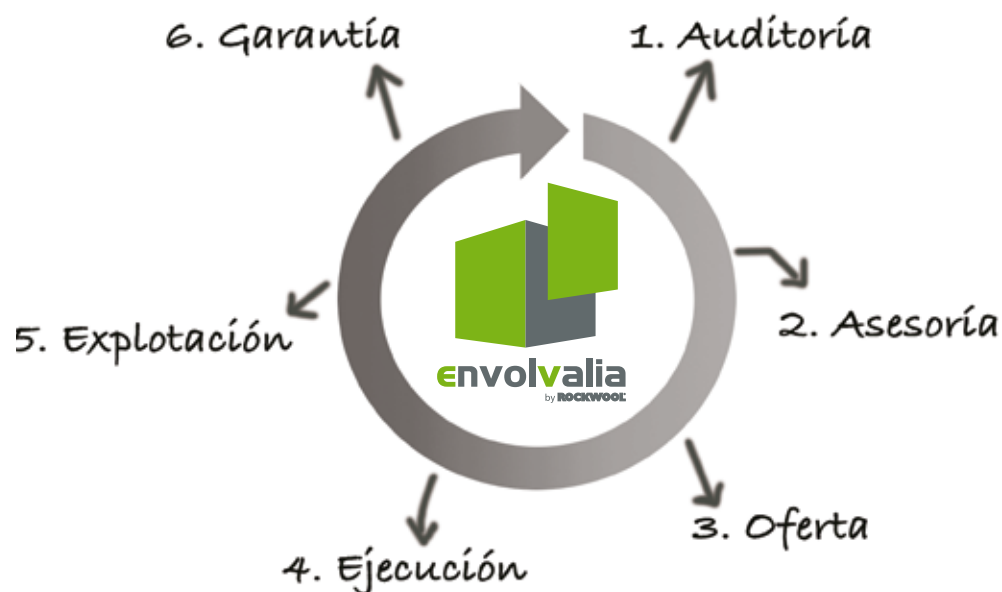 6. Garantía
1. Auditoría
2. Asesoría
5. Explotación
envolvalia
by ROCKWOOL
3. Oferta
4. Ejecución